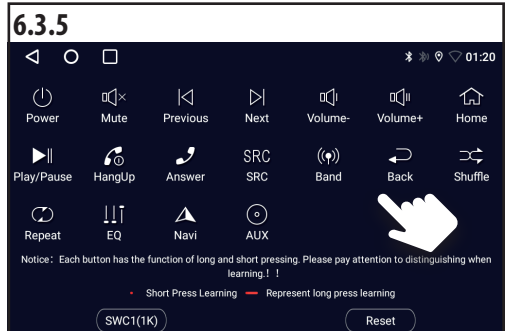 6.3.5
01:20
Power Mute Previous Next Volume- Volume+ Home
SRC
Play/Pause HangUp Answer SRC Band Back Shuffle
Repeat EQ Navi AUX
Notice：Each button has the function of long and short pressing. Please pay attention to distinguishing when
learning.！！
Short Press Learning Represent long press learning
SWC1(1K) Reset